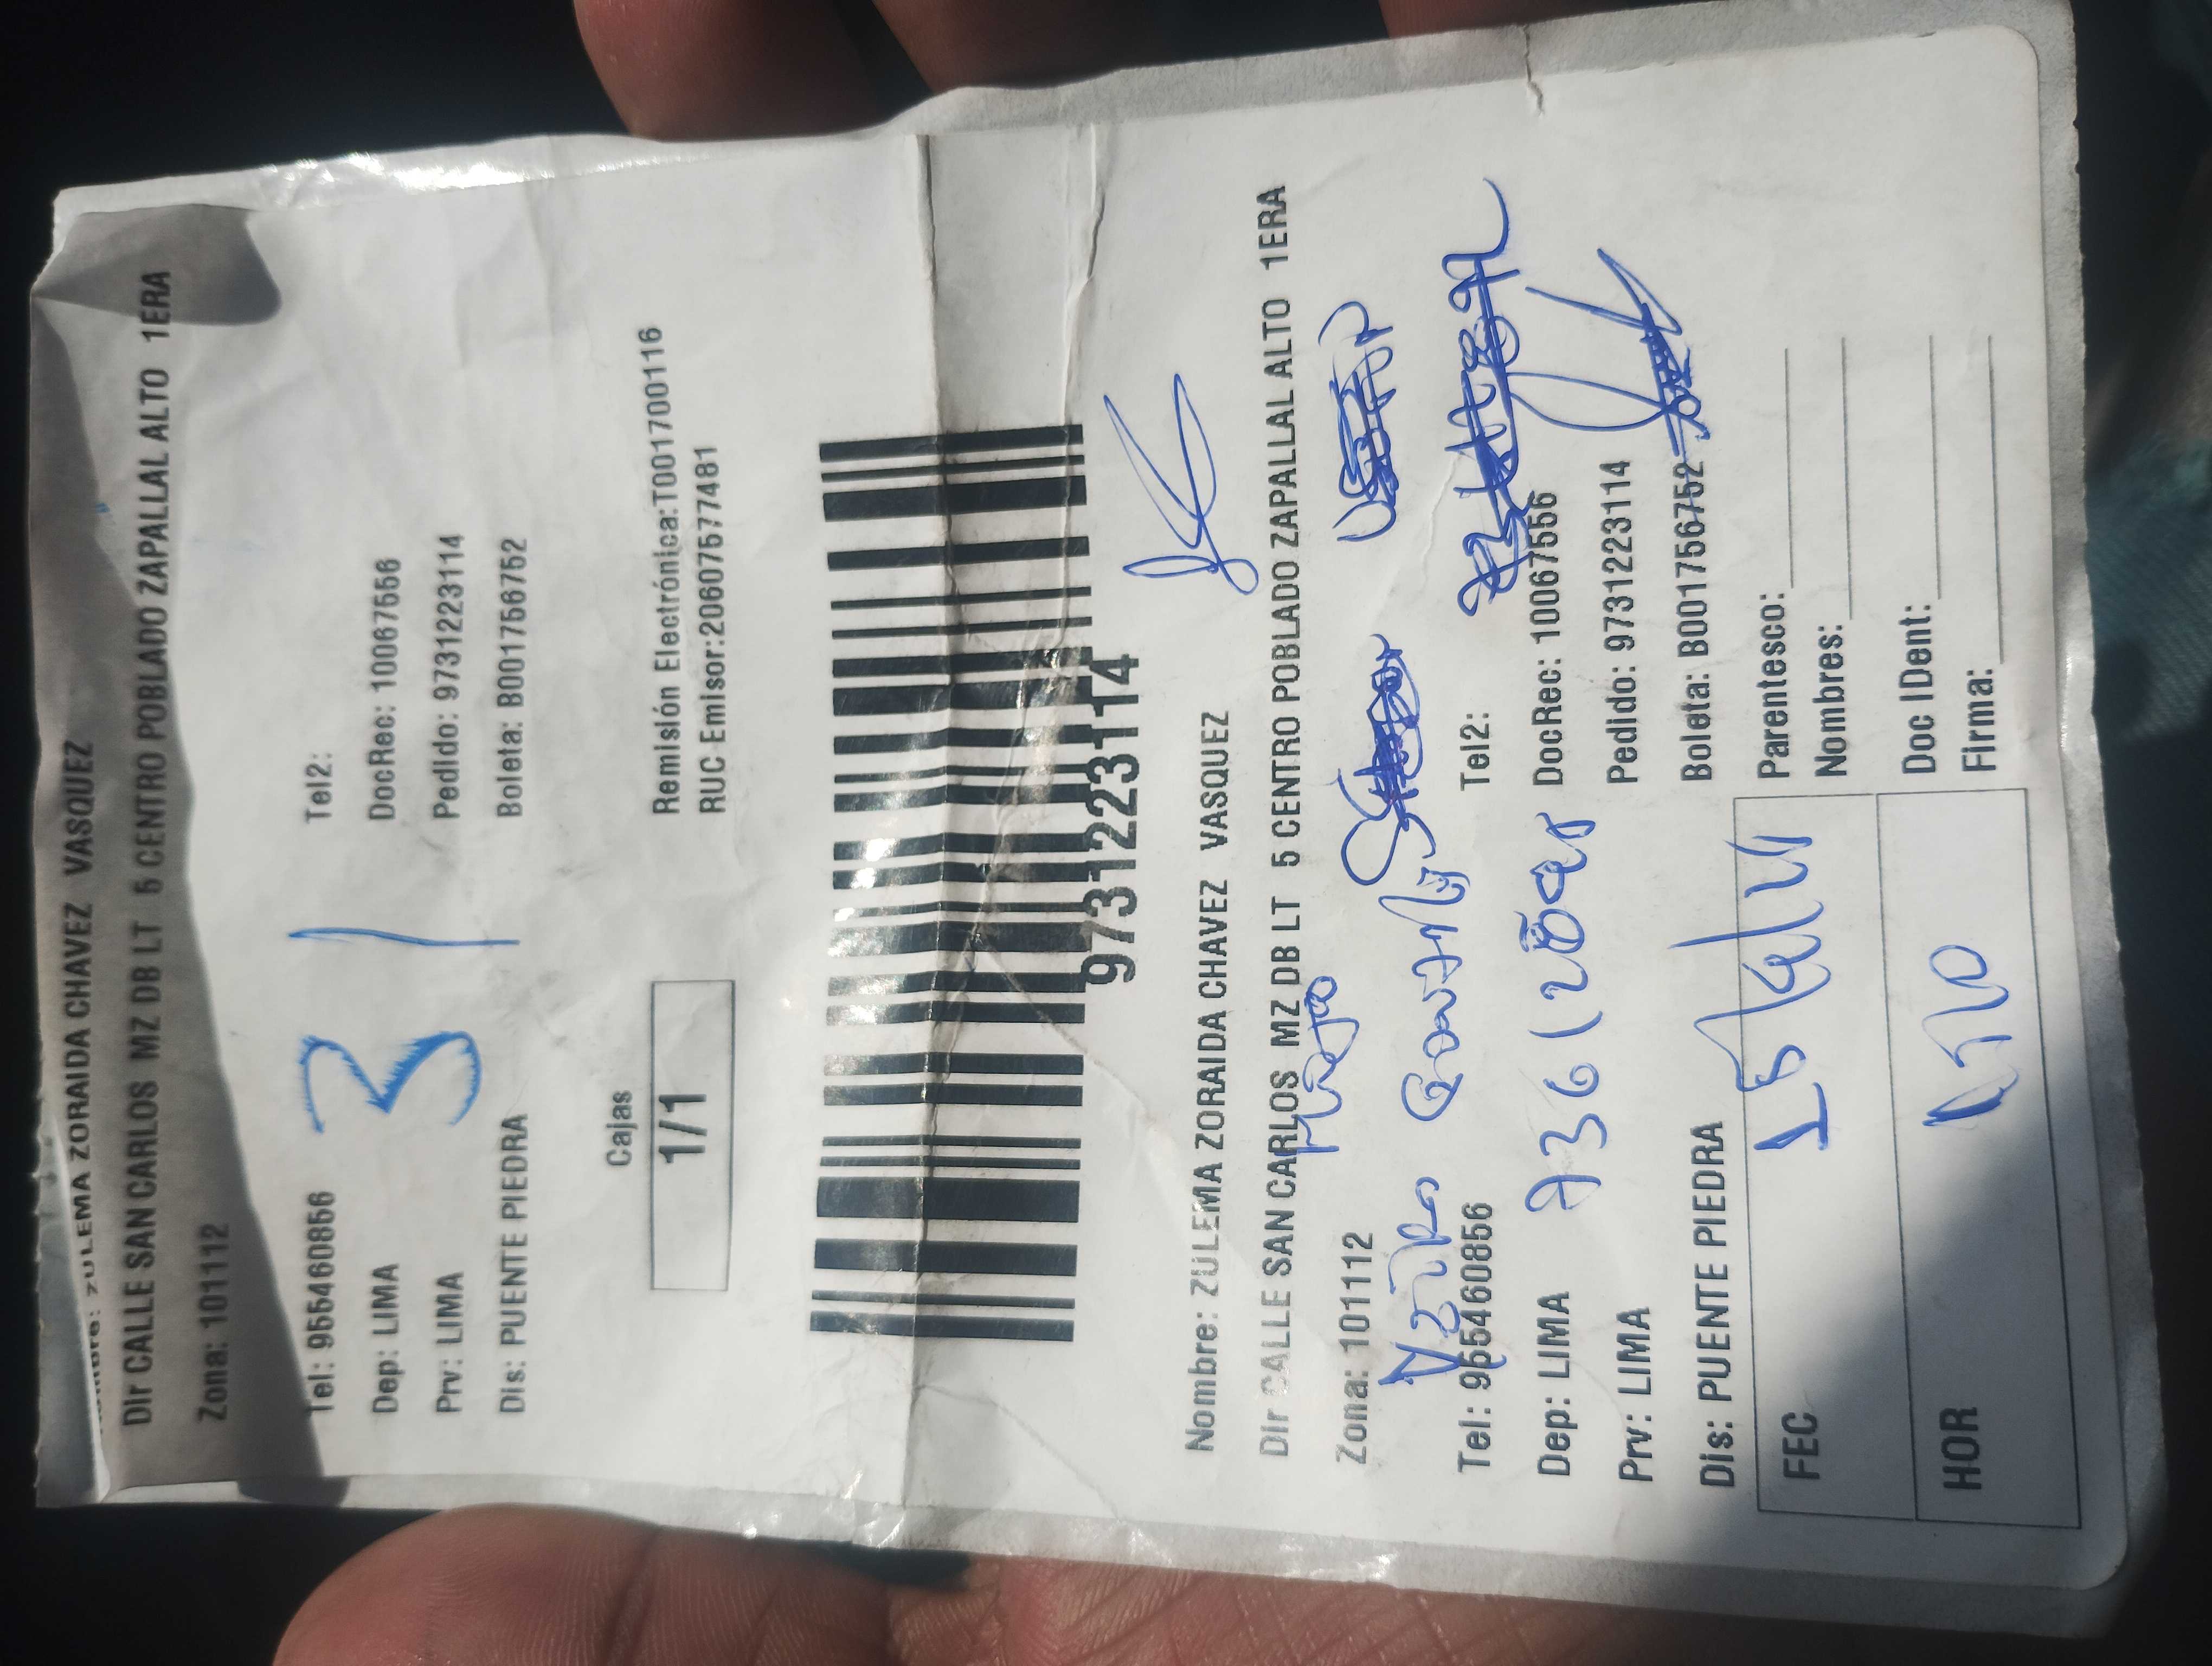 Nombre: ZULEMA ZORAIDA CHAVEZ VASQUEZ
Dir CALLE SAN CARLOS MZ DB LT 5 CENTRO POBLADO ZAPALLAL ALTO 1ERA
Zona: 101112
Tel: 955460856 Tel2:
Dep: LIMA DocRec: 10067556
Prv: LIMA Pedido: 9731223114
Dis: PUENTE PIEDRA Boleta: B001756752
31
Cajas
1/1
Remisión Electrónica:T001700116
RUC Emisor:20607577481
9731223114
Nombre: ZULEMA ZORAIDA CHAVEZ VASQUEZ
Dir CALLE SAN CARLOS MZ DB LT 5 CENTRO POBLADO ZAPALLAL ALTO 1ERA
Zona: 101112
Tel: 955460856 Tel2:
Dep: LIMA DocRec: 10067556
Prv: LIMA Pedido: 9731223114
Dis: PUENTE PIEDRA Boleta: B001756752
FEC
HOR
Parentesco:
Nombres:
Doc IDent:
Firma: